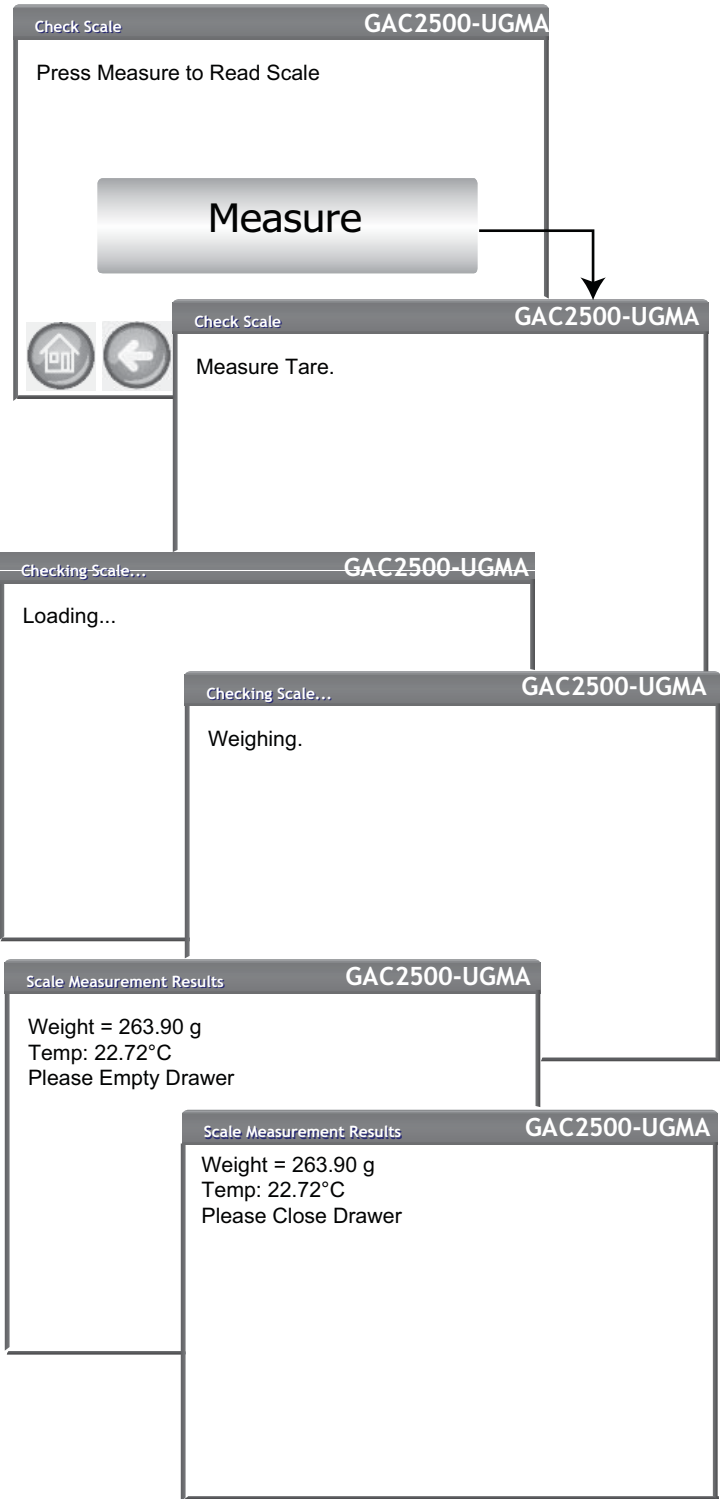 Check Scale GAC2500-UGMA
Press Measure to Read Scale
Measure
Check Scale GAC2500-UGMA
Measure Tare.
Checking Scale... GAC2500-UGMA
Loading...
Checking Scale... GAC2500-UGMA
Weighing.
Scale Measurement Results GAC2500-UGMA
Weight = 263.90 g
Temp: 22.72°C
Please Empty Drawer
Scale Measurement Results GAC2500-UGMA
Weight = 263.90 g
Temp: 22.72°C
Please Close Drawer